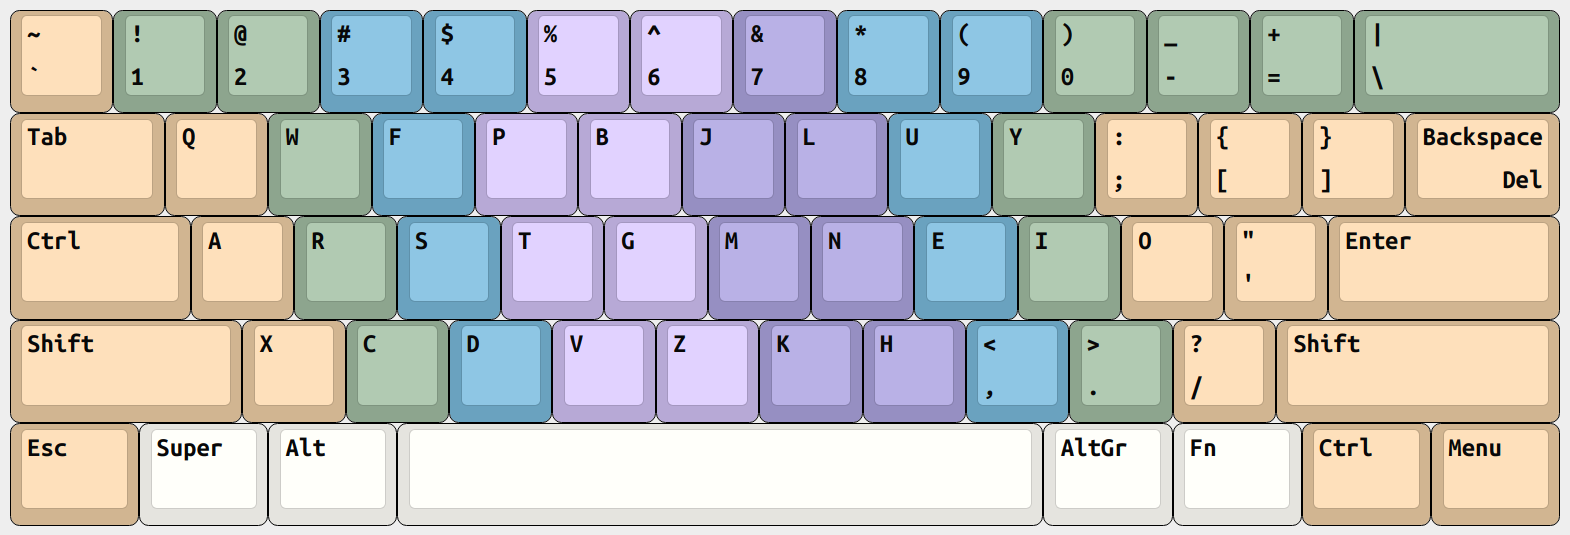 ~ ! @ # $ % ^ & * ( ) _ + |
` 1 2 3 4 5 6 7 8 9 0 - = \
Tab Q W F P B J L U Y : { } Backspace
; [ ] Del
Ctrl A R S T G M N E I O " Enter
'
Shift X C D V Z K H < > ? Shift
, . /
Esc Super Alt AltGr Fn Ctrl Menu